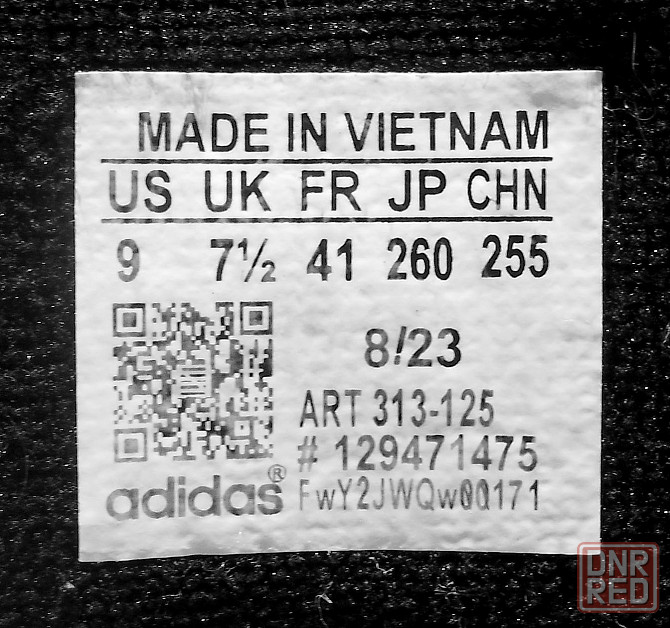 MADE IN VIETNAM
US UK FR JP CHN
9 7½ 41 260 255
8/23
ART 313-125
# 129471475
adidas®
FwY2JWQw00171
DNR
RED